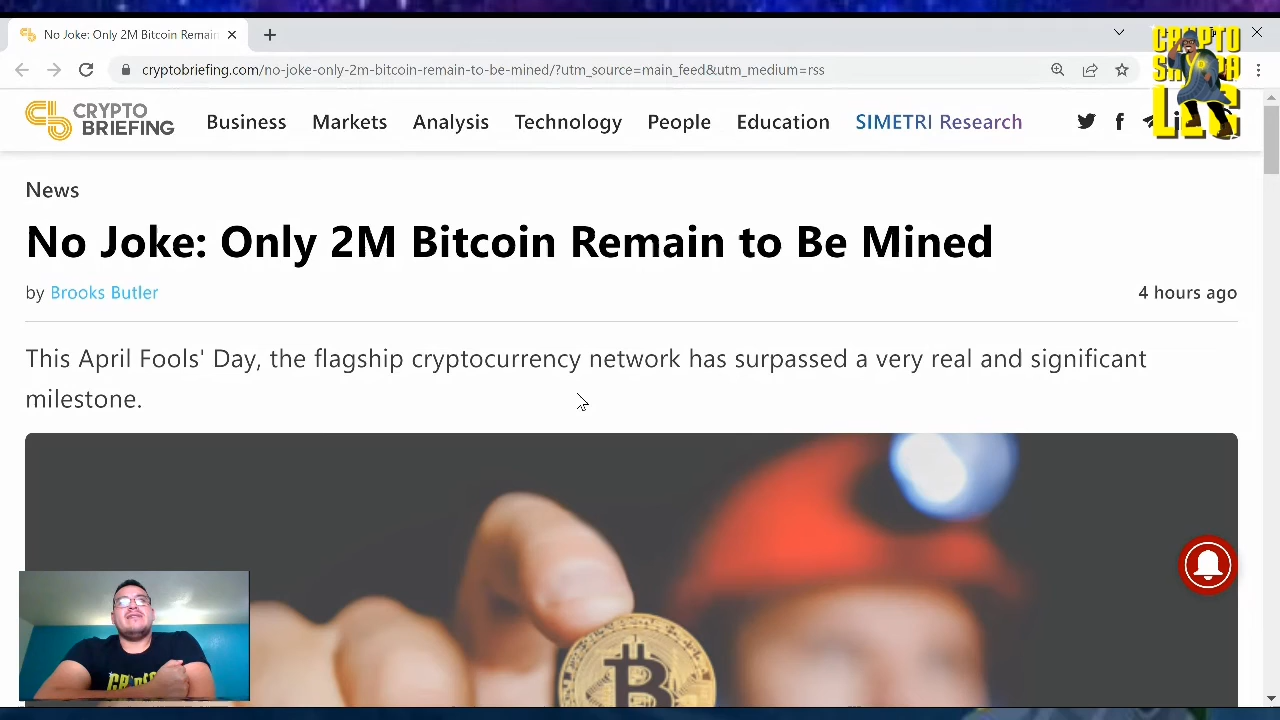 No Joke: Only 2M Bitcoin Remain
cryptobriefing.com/no-joke-only-2m-bitcoin-remain-to-be-mined/?utm_source=main_feed&utm_medium=rss
CRYPTO
BRIEFING
Business Markets Analysis Technology People Education SIMETRI Research
CRYPTO
News
No Joke: Only 2M Bitcoin Remain to Be Mined
by Brooks Butler
4 hours ago
This April Fools' Day, the flagship cryptocurrency network has surpassed a very real and significant
milestone.